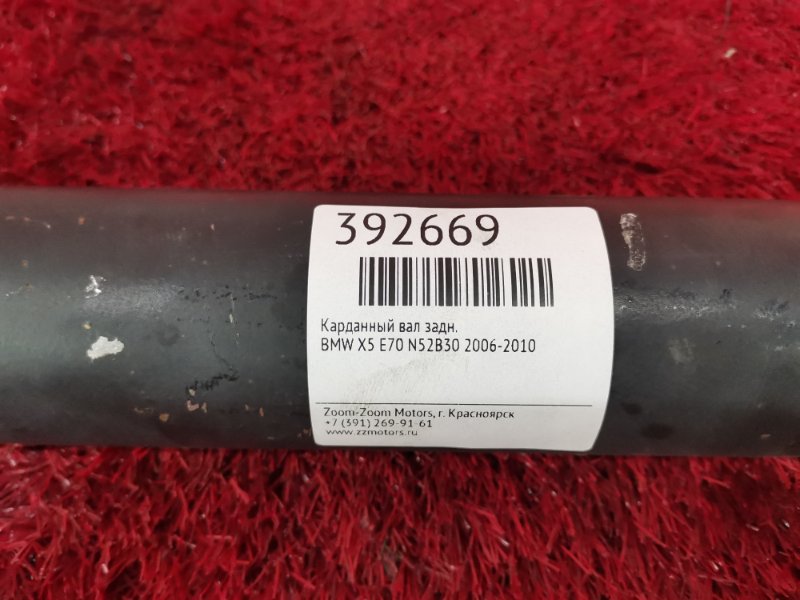 392669
Карданный вал задн.
BMW X5 E70 N52B30 2006-2010
Zoom-Zoom Motors, г. Красноярск
+7 (391) 269-91-61
www.zzmotors.ru